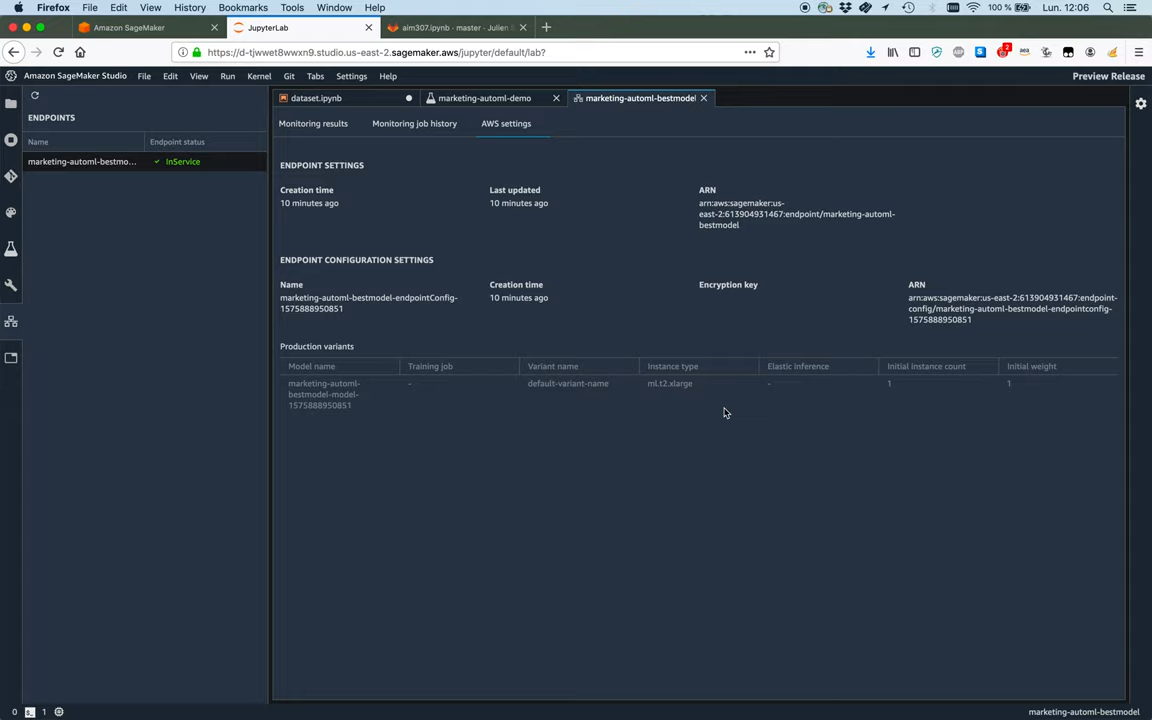 Firefox File Edit View History Bookmarks Tools Window Help
100 % Lun. 12:06
Amazon SageMaker
JupyterLab
aim307.ipynb - master - Julien S
https://d-tjwwet8wwxn9.studio.us-east-2.sagemaker.aws/jupyter/default/lab?
2
Amazon SageMaker Studio File Edit View Run Kernel Git Tabs Settings Help Preview Release
dataset.ipynb
marketing-automl-demo
marketing-automl-bestmodel
ENDPOINTS
Name Endpoint status
marketing-automl-bestmo... InService
Monitoring results Monitoring job history AWS settings
ENDPOINT SETTINGS
Creation time Last updated ARN
10 minutes ago 10 minutes ago arn:aws:sagemaker:us-
east-2:613904931467:endpoint/marketing-automl-
bestmodel
ENDPOINT CONFIGURATION SETTINGS
Name Creation time Encryption key ARN
marketing-automl-bestmodel-endpointConfig- 10 minutes ago arn:aws:sagemaker:us-east-2:613904931467:endpoint-
1575888950851 config/marketing-automl-bestmodel-endpointconfig-
1575888950851
Production variants
Model name Training job Variant name Instance type Elastic inference Initial instance count Initial weight
marketing-automl- - default-variant-name ml.t2.xlarge - 1 1
bestmodel-model-
1575888950851
0 1 marketing-automl-bestmodel